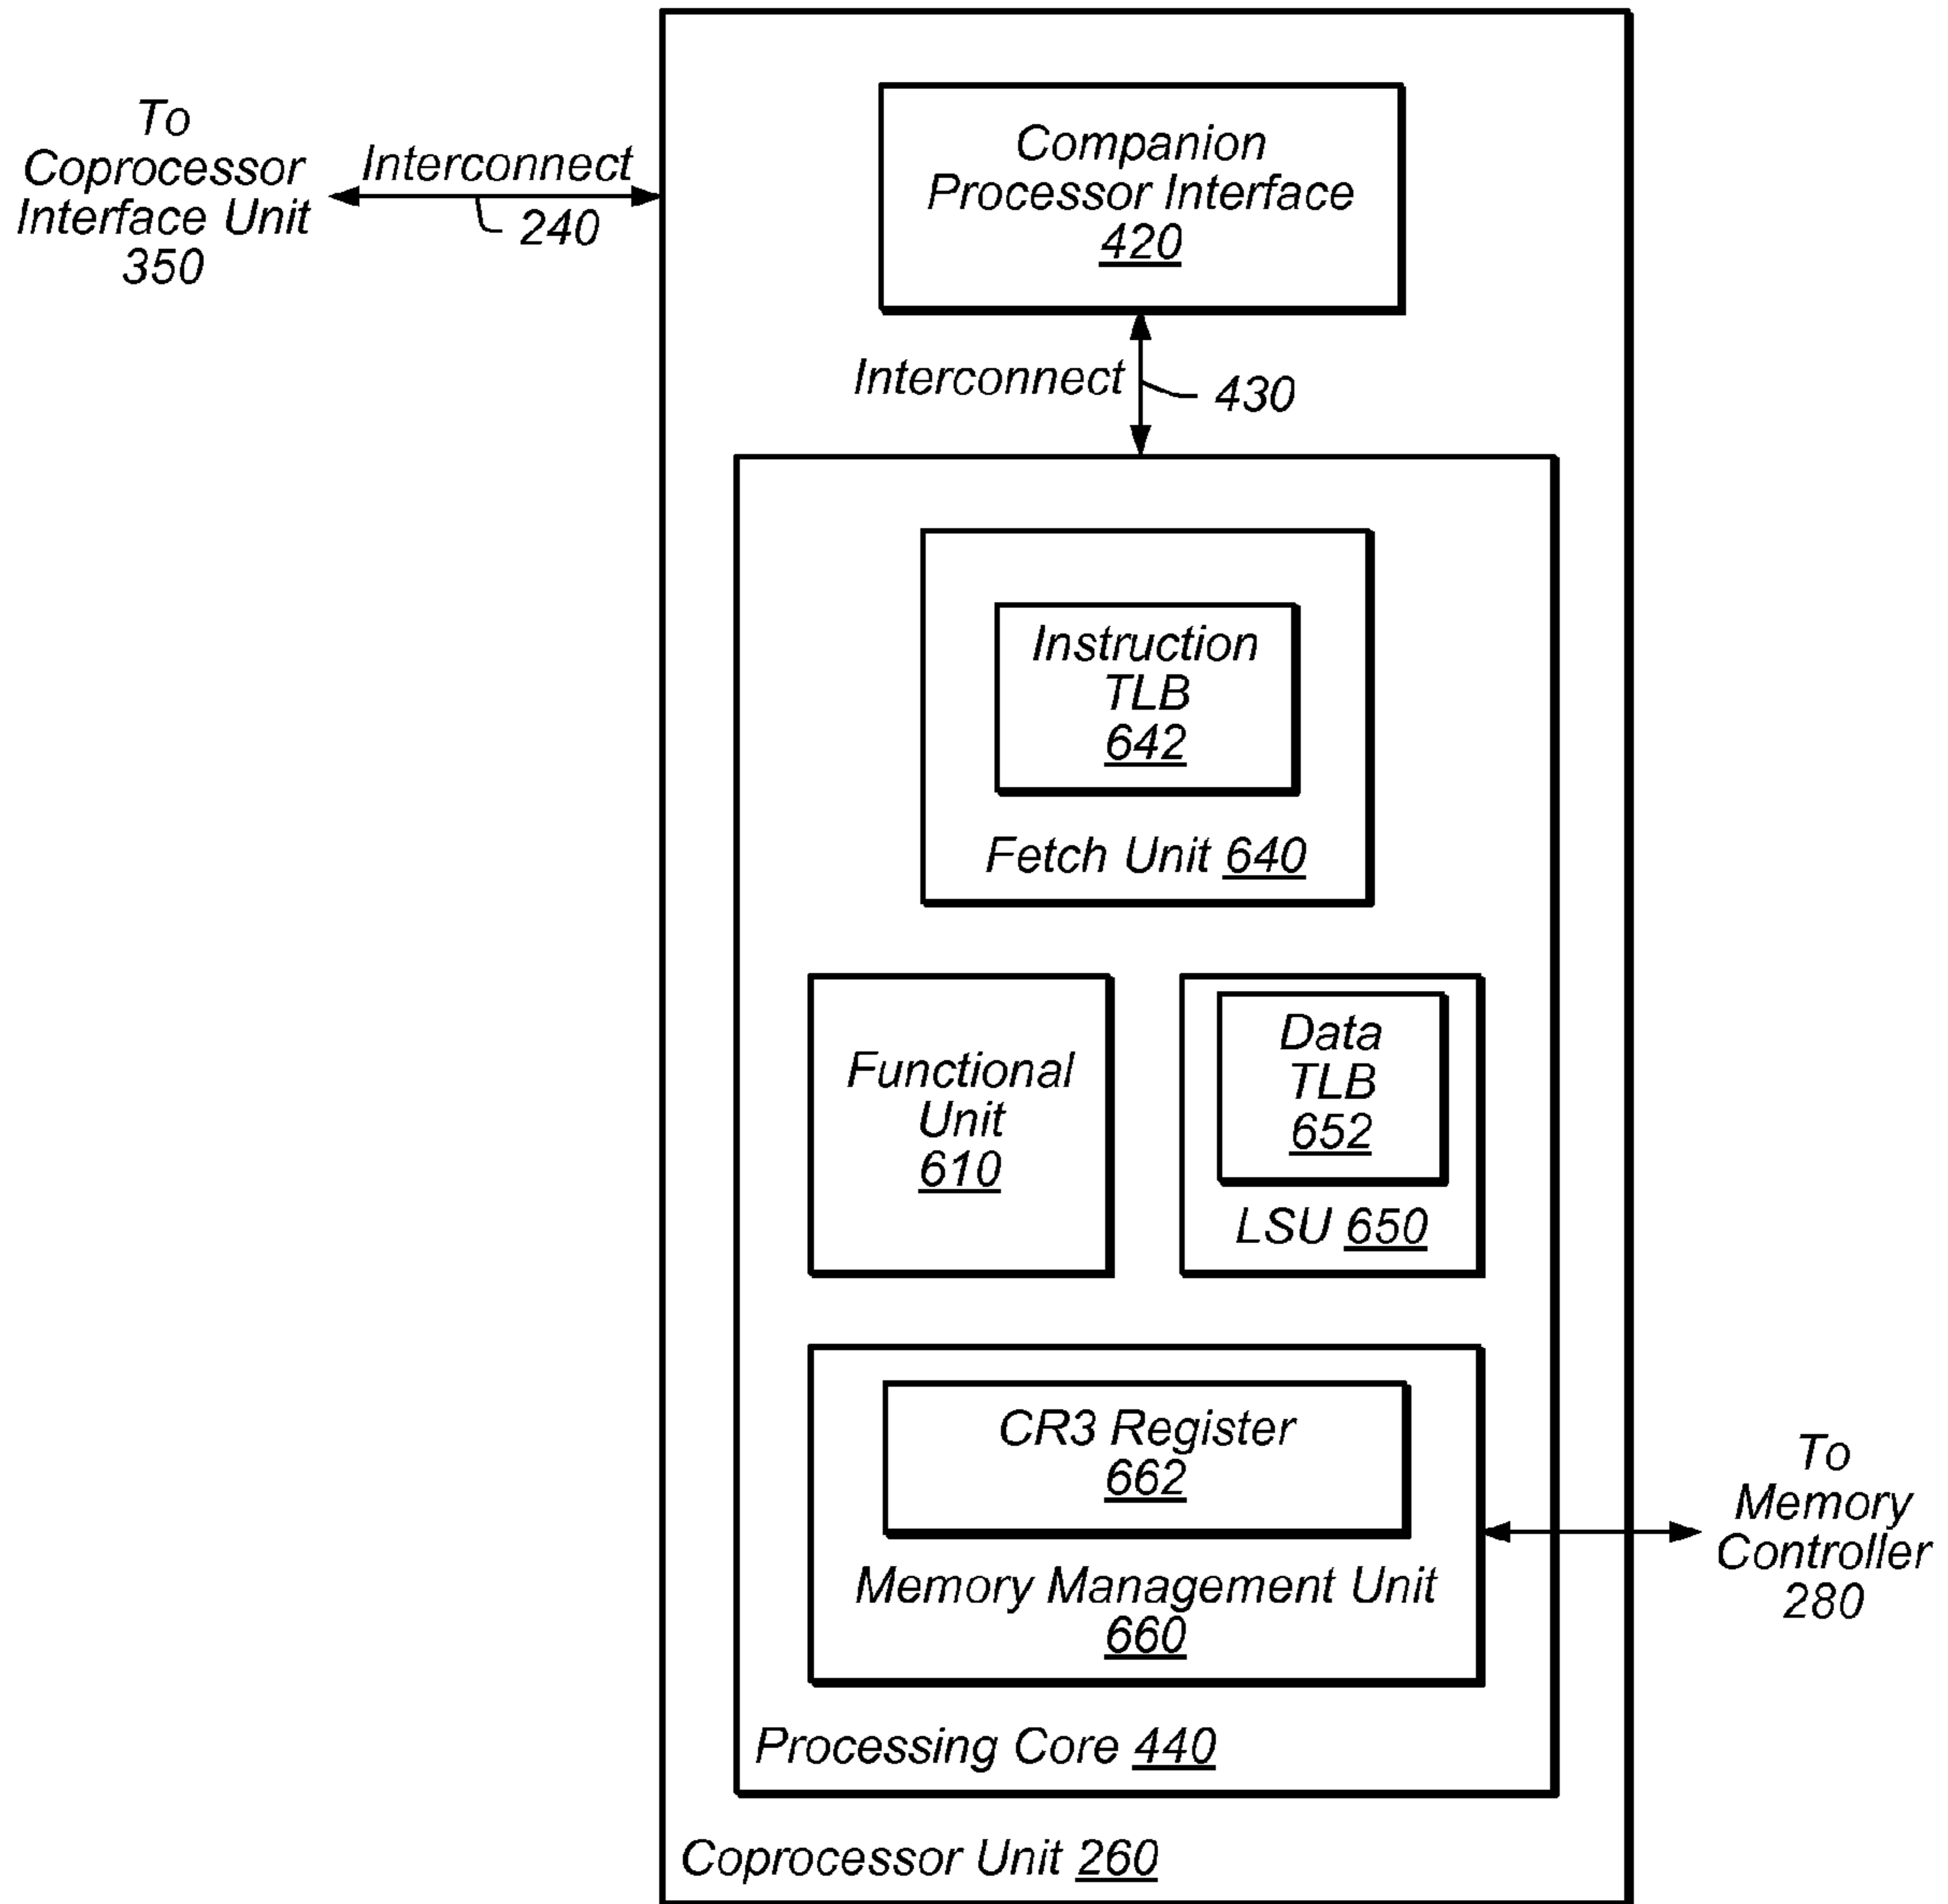 To
Coprocessor
Interface Unit
350
Interconnect
240
Companion
Processor Interface
420
Interconnect
430
Instruction
TLB
642
Fetch Unit 640
Functional
Unit
610
Data
TLB
652
LSU 650
CR3 Register
662
Memory Management Unit
660
To
Memory
Controller
280
Processing Core 440
Coprocessor Unit 260